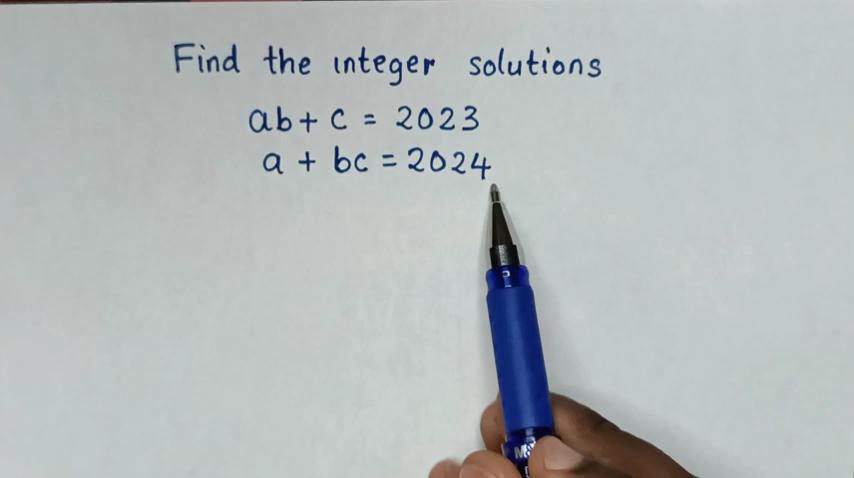 Find the integer solutions
ab + c = 2023
a + bc = 2024